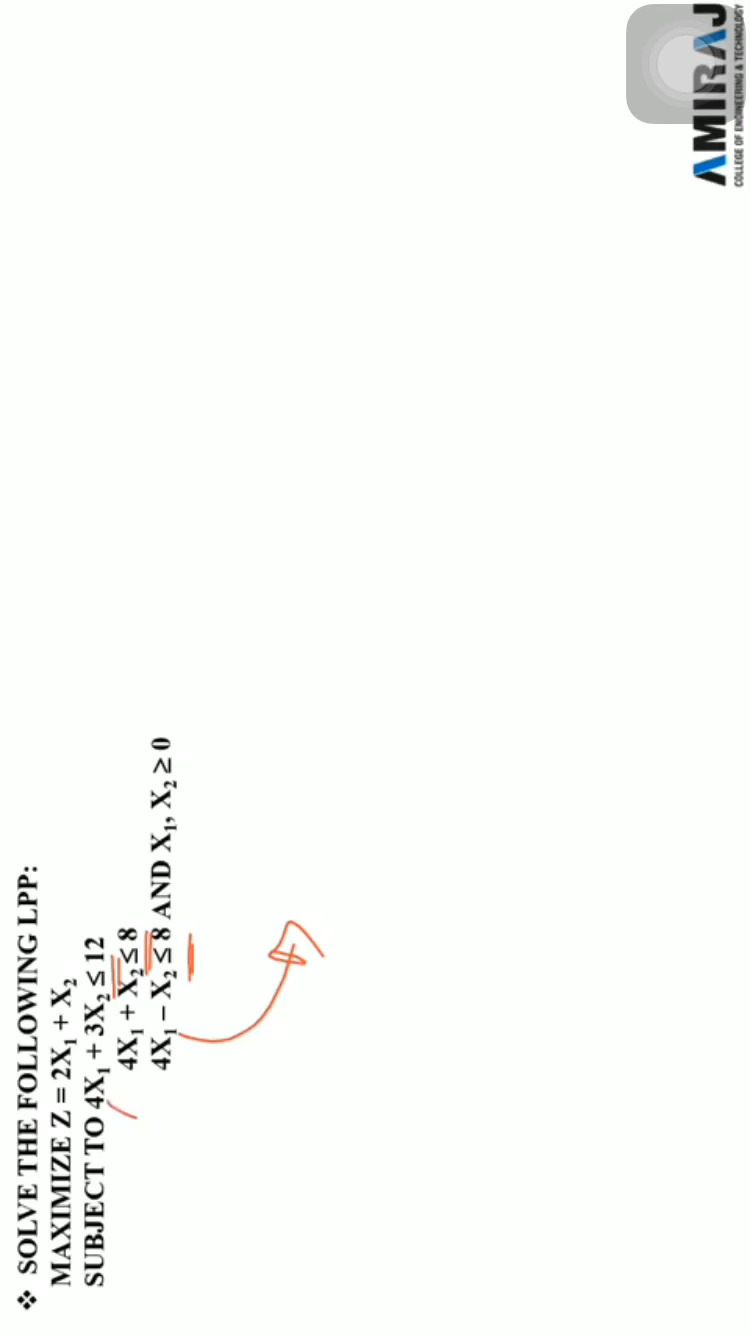 ❖ SOLVE THE FOLLOWING LPP:
MAXIMIZE Z = 2X₁ + X₂
SUBJECT TO 4X₁ + 3X₂ ≤ 12
4X₁ + X₂ ≤ 8
4X₁ – X₂ ≤ 8 AND X₁, X₂ ≥ 0
AMIRAJ
COLLEGE OF ENGINEERING & TECHNOLOGY